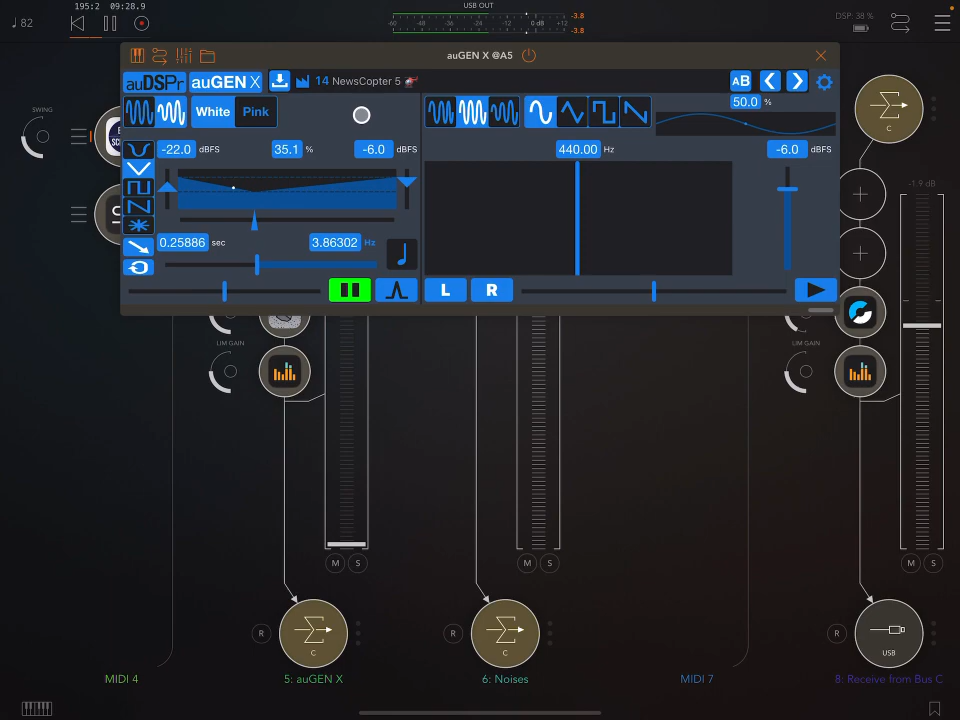 195:2 09:28.9
USB OUT
♩ 82
-60 -48 -36 -24 -12 0 dB +12
-3.8
-3.8
DSP: 38 %
auGEN X @A5
auDSPr auGEN X
14 NewsCopter 5 🚁
AB
White Pink
50.0 %
SWING
C
-22.0 dBFS 35.1 % -6.0 dBFS
440.00 Hz
-6.0 dBFS
-1.9 dB
0.25886 sec 3.86302 Hz
L R
LIM GAIN
LIM GAIN
M S
M S
M S
R
C
R
C
R
USB
MIDI 4
5: auGEN X
6: Noises
MIDI 7
8: Receive from Bus C